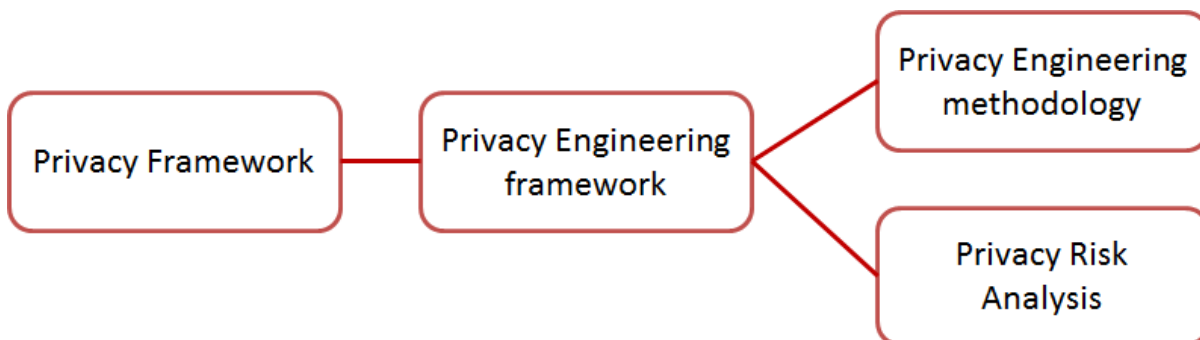 Privacy Framework
Privacy Engineering
framework
Privacy Engineering
methodology
Privacy Risk
Analysis